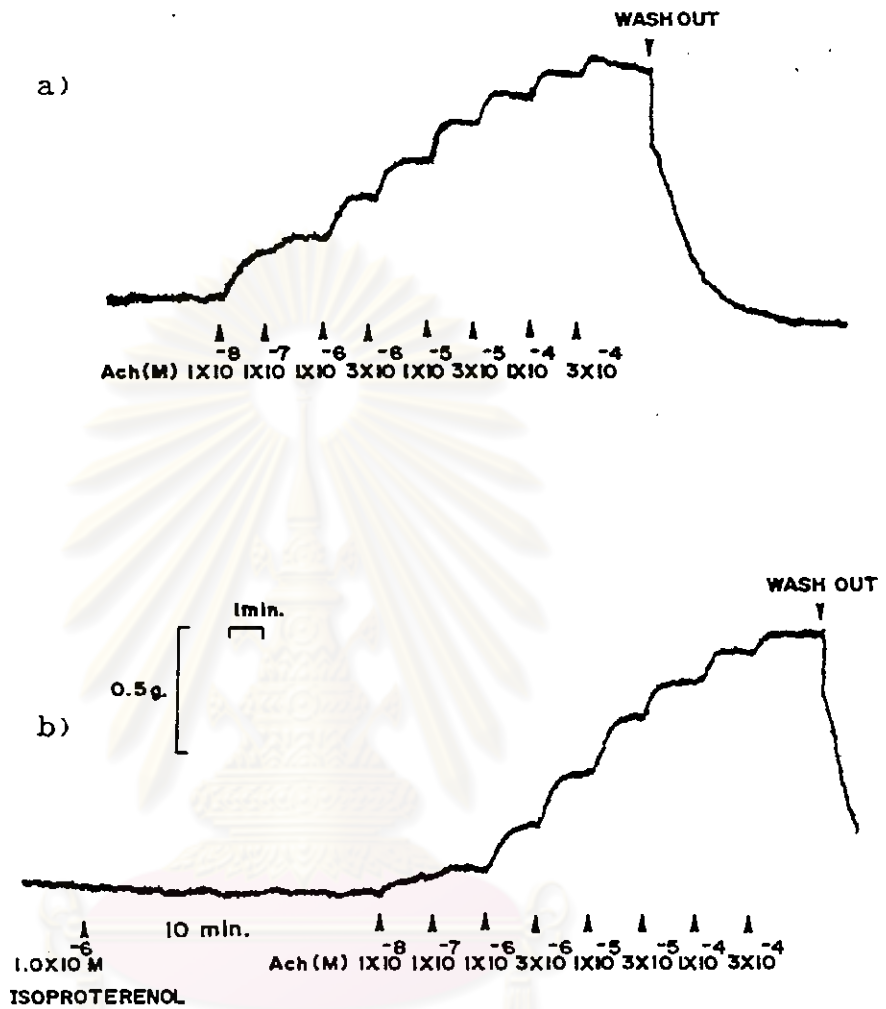 WASH OUT
a)
-8 -7 -6 -6 -5 -5 -4 -4
Ach(M) 1X10 1X10 1X10 3X10 1X10 3X10 1X10 3X10
WASH OUT
1min.
0.5g.
b)
10 min.
-6 -8 -7 -6 -6 -5 -5 -4 -4
1.0X10 M Ach(M) 1X10 1X10 1X10 3X10 1X10 3X10 1X10 3X10
ISOPROTERENOL